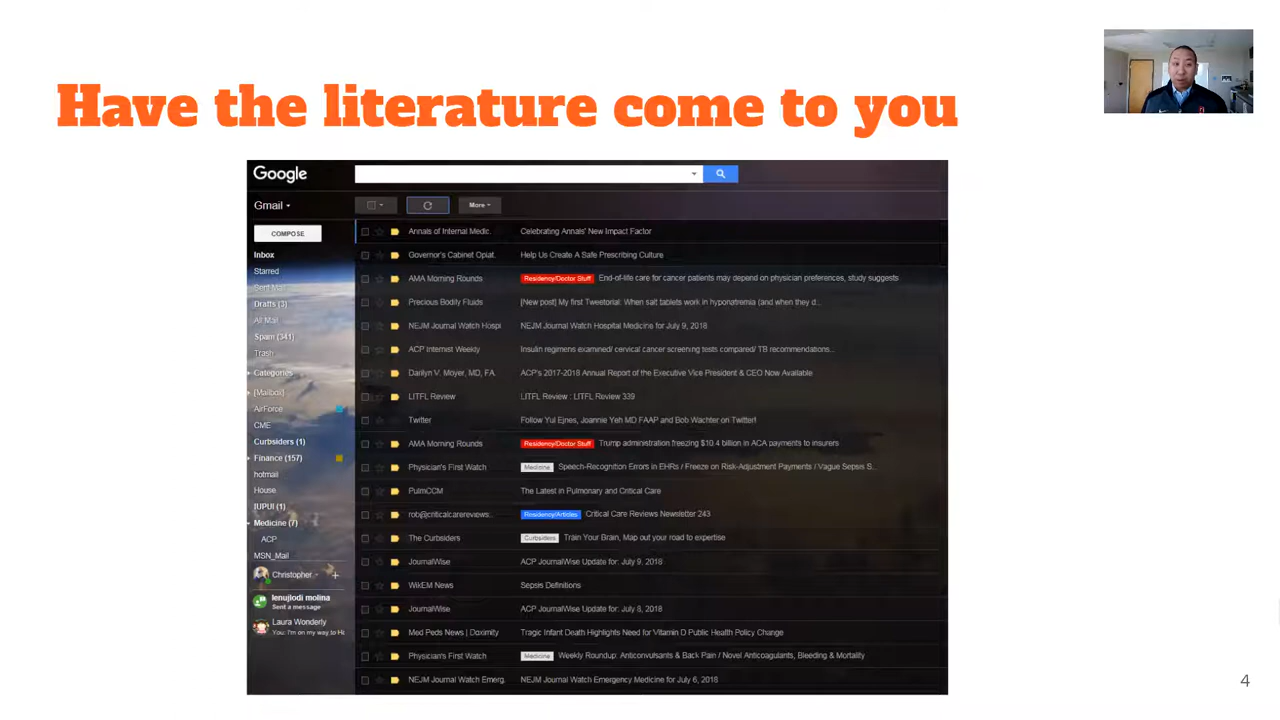 Have the literature come to you
Google
Gmail
More
COMPOSE
Inbox
Starred
Sent Mail
Drafts (3)
All Mail
Spam (341)
Trash
Categories
[Mailbox]
AirForce
CME
Curbsiders (1)
Finance (157)
hotmail
House
IUPUI (1)
Medicine (7)
ACP
MSN_Mail
Christopher
lenujlodi molina
Sent a message
Laura Wonderly
You: I'm on my way to Hi
Annals of Internal Medic. Celebrating Annals' New Impact Factor
Governor's Cabinet Opiat. Help Us Create A Safe Prescribing Culture
AMA Morning Rounds Residency/Doctor Stuff End-of-life care for cancer patients may depend on physician preferences, study suggests
Precious Bodily Fluids [New post] My first Tweetorial: When salt tablets work in hyponatremia (and when they d...
NEJM Journal Watch Hospi NEJM Journal Watch Hospital Medicine for July 9, 2018
ACP Internist Weekly Insulin regimens examined/ cervical cancer screening tests compared/ TB recommendations...
Darilyn V. Moyer, MD, FA. ACP's 2017-2018 Annual Report of the Executive Vice President & CEO Now Available
LITFL Review LITFL Review : LITFL Review 339
Twitter Follow Yul Ejnes, Joannie Yeh MD FAAP and Bob Wachter on Twitter!
AMA Morning Rounds Residency/Doctor Stuff Trump administration freezing $10.4 billion in ACA payments to insurers
Physician's First Watch Medicine Speech-Recognition Errors in EHRs / Freeze on Risk-Adjustment Payments / Vague Sepsis S...
PulmCCM The Latest in Pulmonary and Critical Care
rob@criticalcarereviews.. Residency/Articles Critical Care Reviews Newsletter 243
The Curbsiders Curbsiders Train Your Brain, Map out your road to expertise
JournalWise ACP JournalWise Update for: July 9, 2018
WikEM News Sepsis Definitions
JournalWise ACP JournalWise Update for: July 8, 2018
Med Peds News | Doximity Tragic Infant Death Highlights Need for Vitamin D Public Health Policy Change
Physician's First Watch Medicine Weekly Roundup: Anticonvulsants & Back Pain / Novel Anticoagulants, Bleeding & Mortality
NEJM Journal Watch Emerg. NEJM Journal Watch Emergency Medicine for July 6, 2018
4